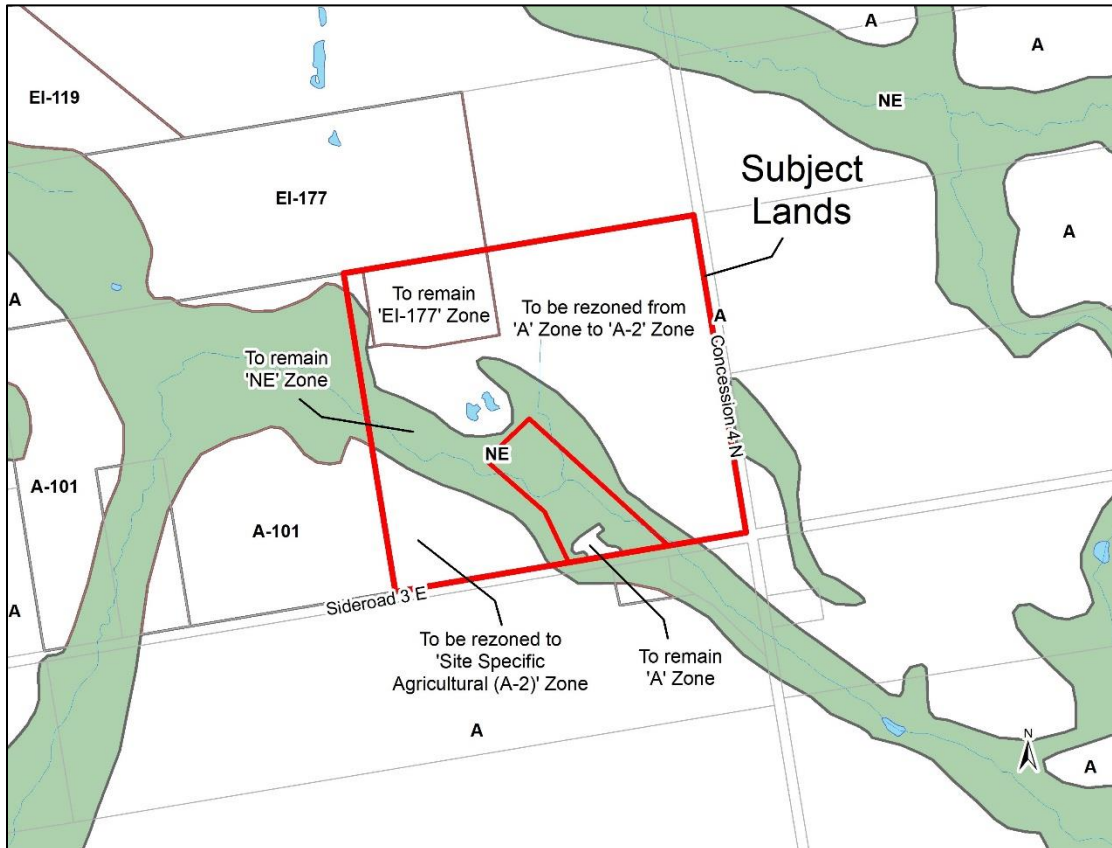 A
A
EI-119
NE
Subject
Lands
EI-177
A
A
To remain
'EI-177' Zone
To be rezoned from
'A' Zone to 'A-2' Zone
A
Concession 4 N
To remain
'NE' Zone
NE
A-101
A-101
Sideroad 3 E
A
To be rezoned to
'Site Specific
Agricultural (A-2)' Zone
To remain
'A' Zone
A
N
A